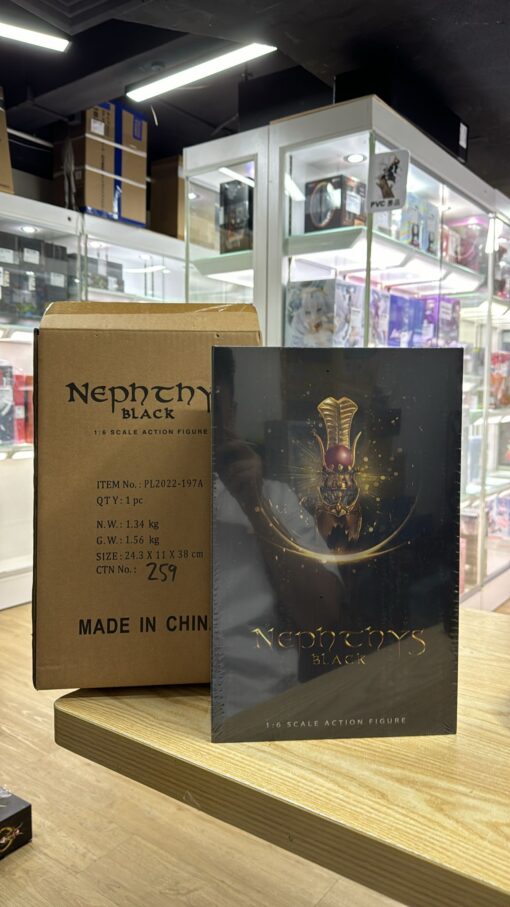 NEPHTHY
BLACK
1:6 SCALE ACTION FIGURE
ITEM No. : PL2022-197A
QTY : 1 pc
N.W. : 1.34 kg
G.W. : 1.56 kg
SIZE : 24.3 X 11 X 38 cm
CTN No. : 259
MADE IN CHIN
NEPHTHYS
BLACK
1:6 SCALE ACTION FIGURE
PVC